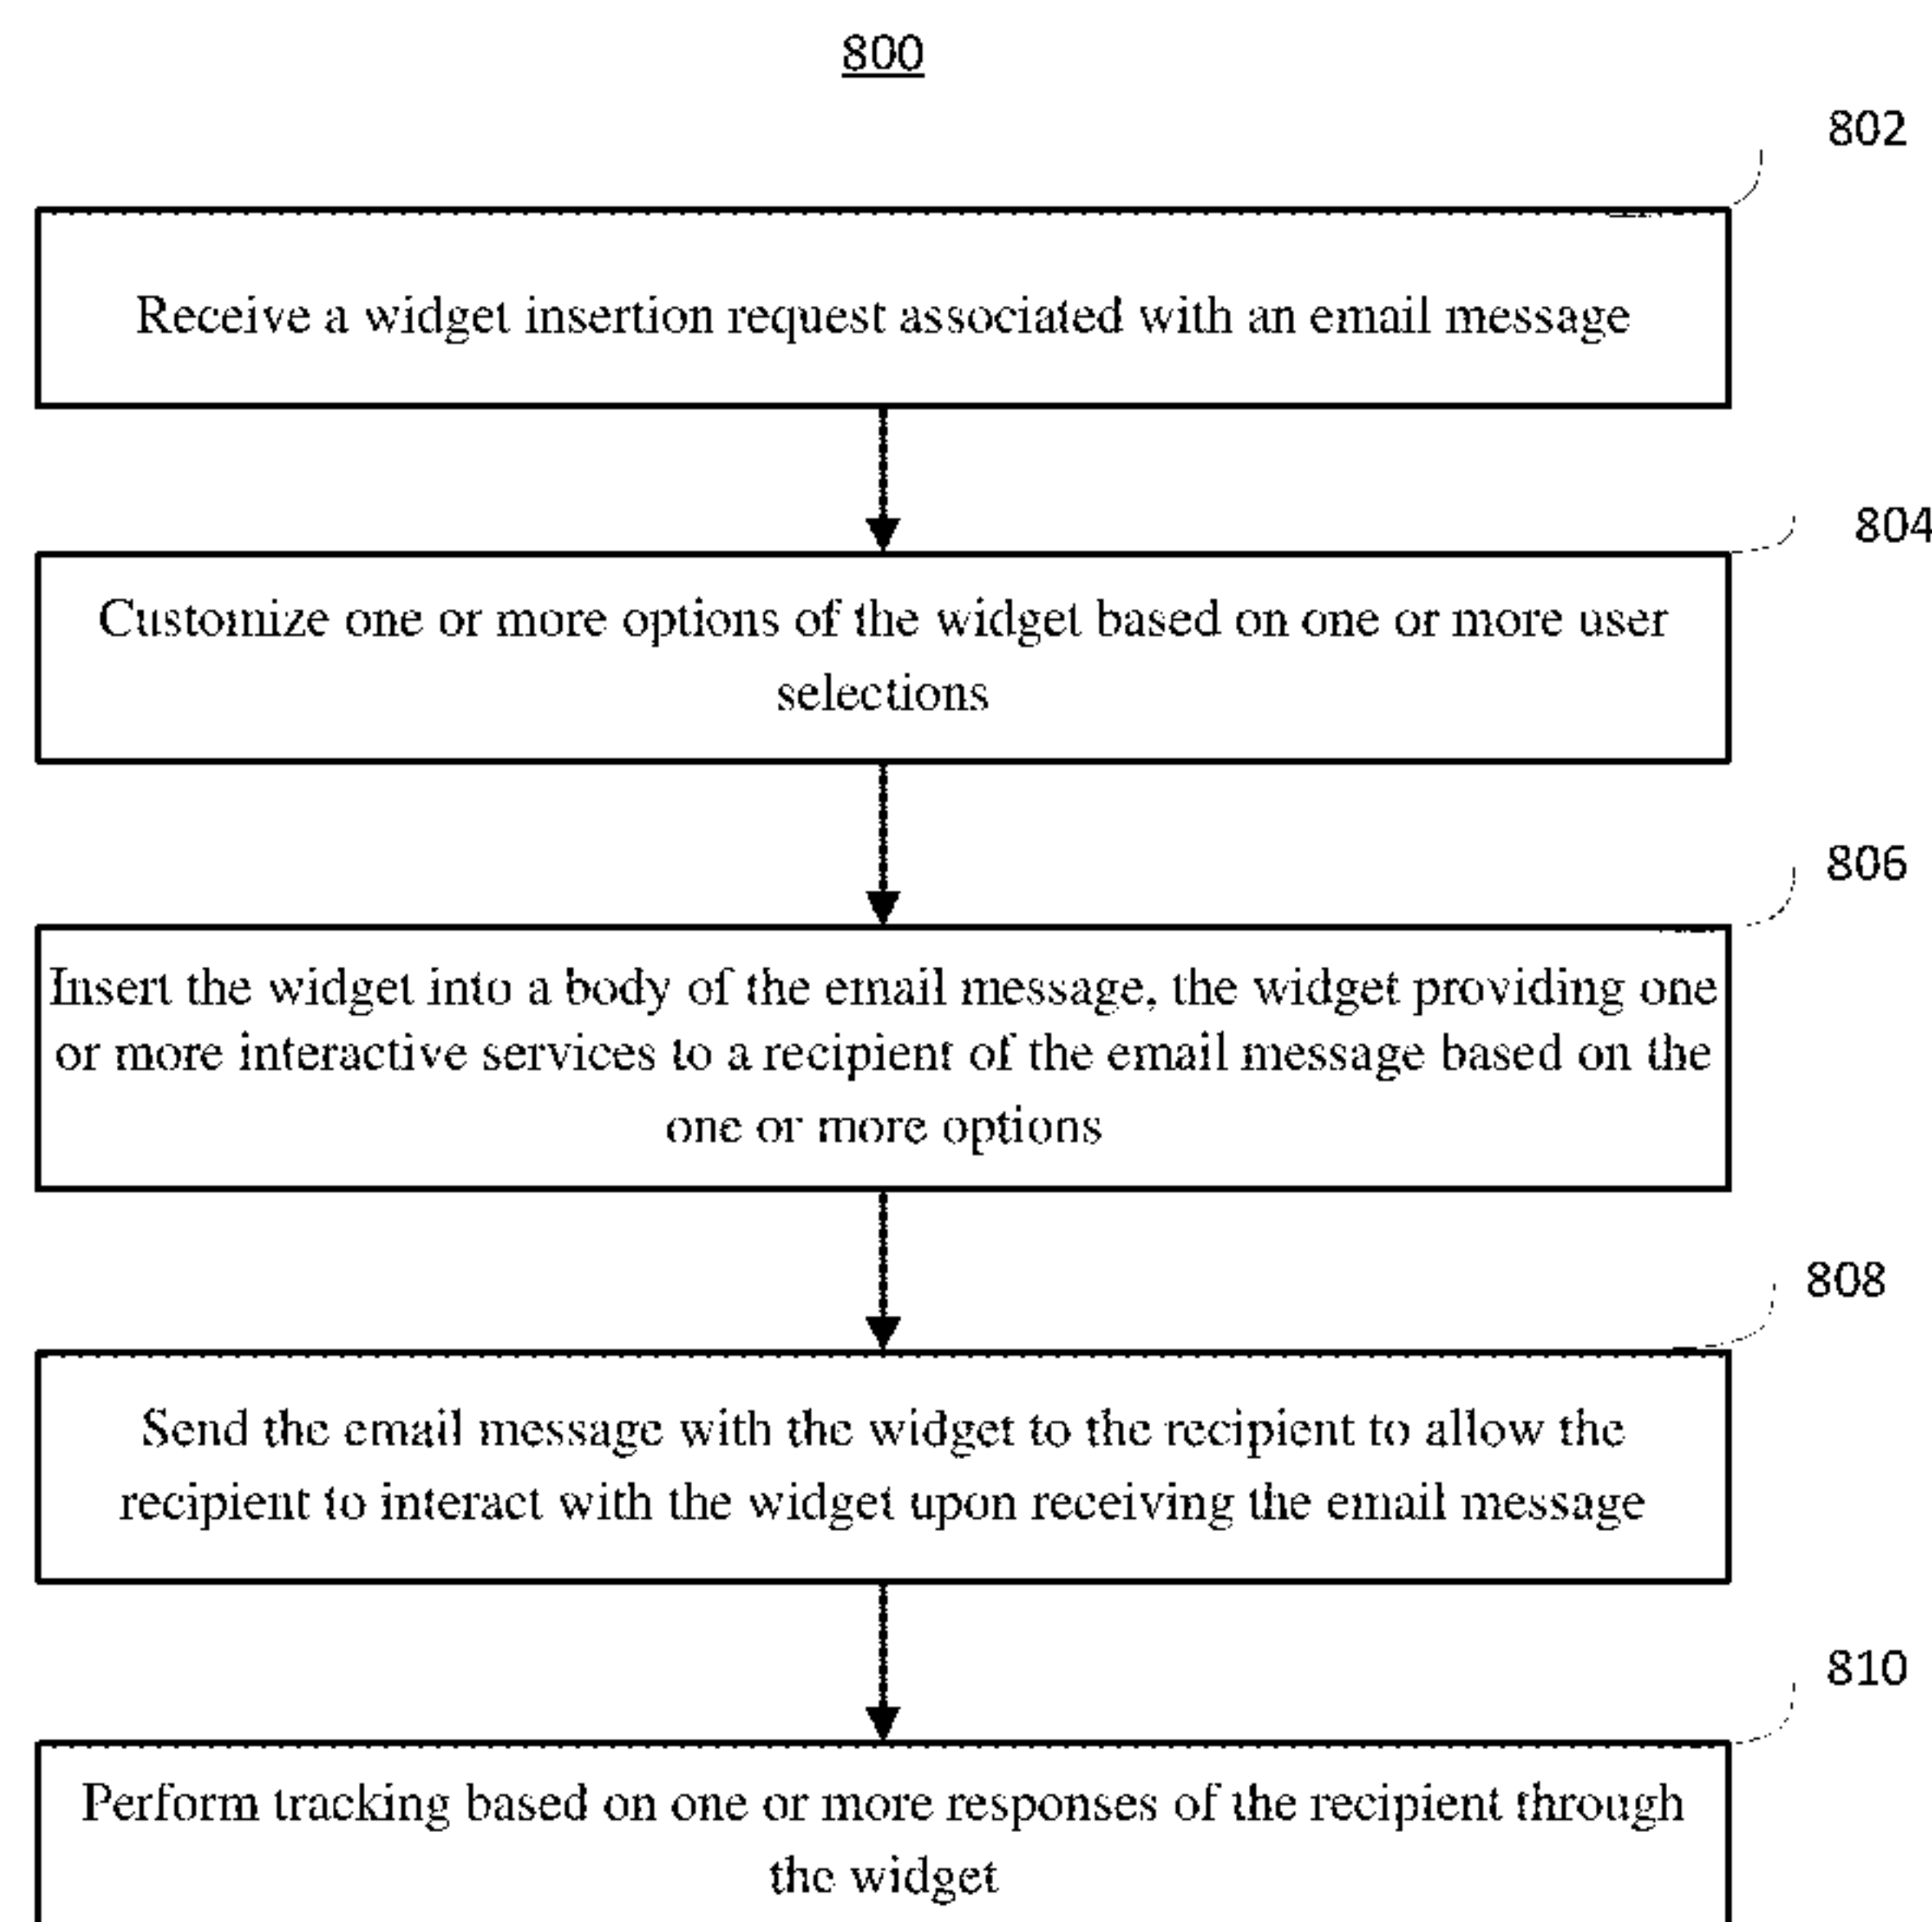 800
802
Receive a widget insertion request associated with an email message
804
Customize one or more options of the widget based on one or more user
selections
806
Insert the widget into a body of the email message, the widget providing one
or more interactive services to a recipient of the email message based on the
one or more options
808
Send the email message with the widget to the recipient to allow the
recipient to interact with the widget upon receiving the email message
810
Perform tracking based on one or more responses of the recipient through
the widget